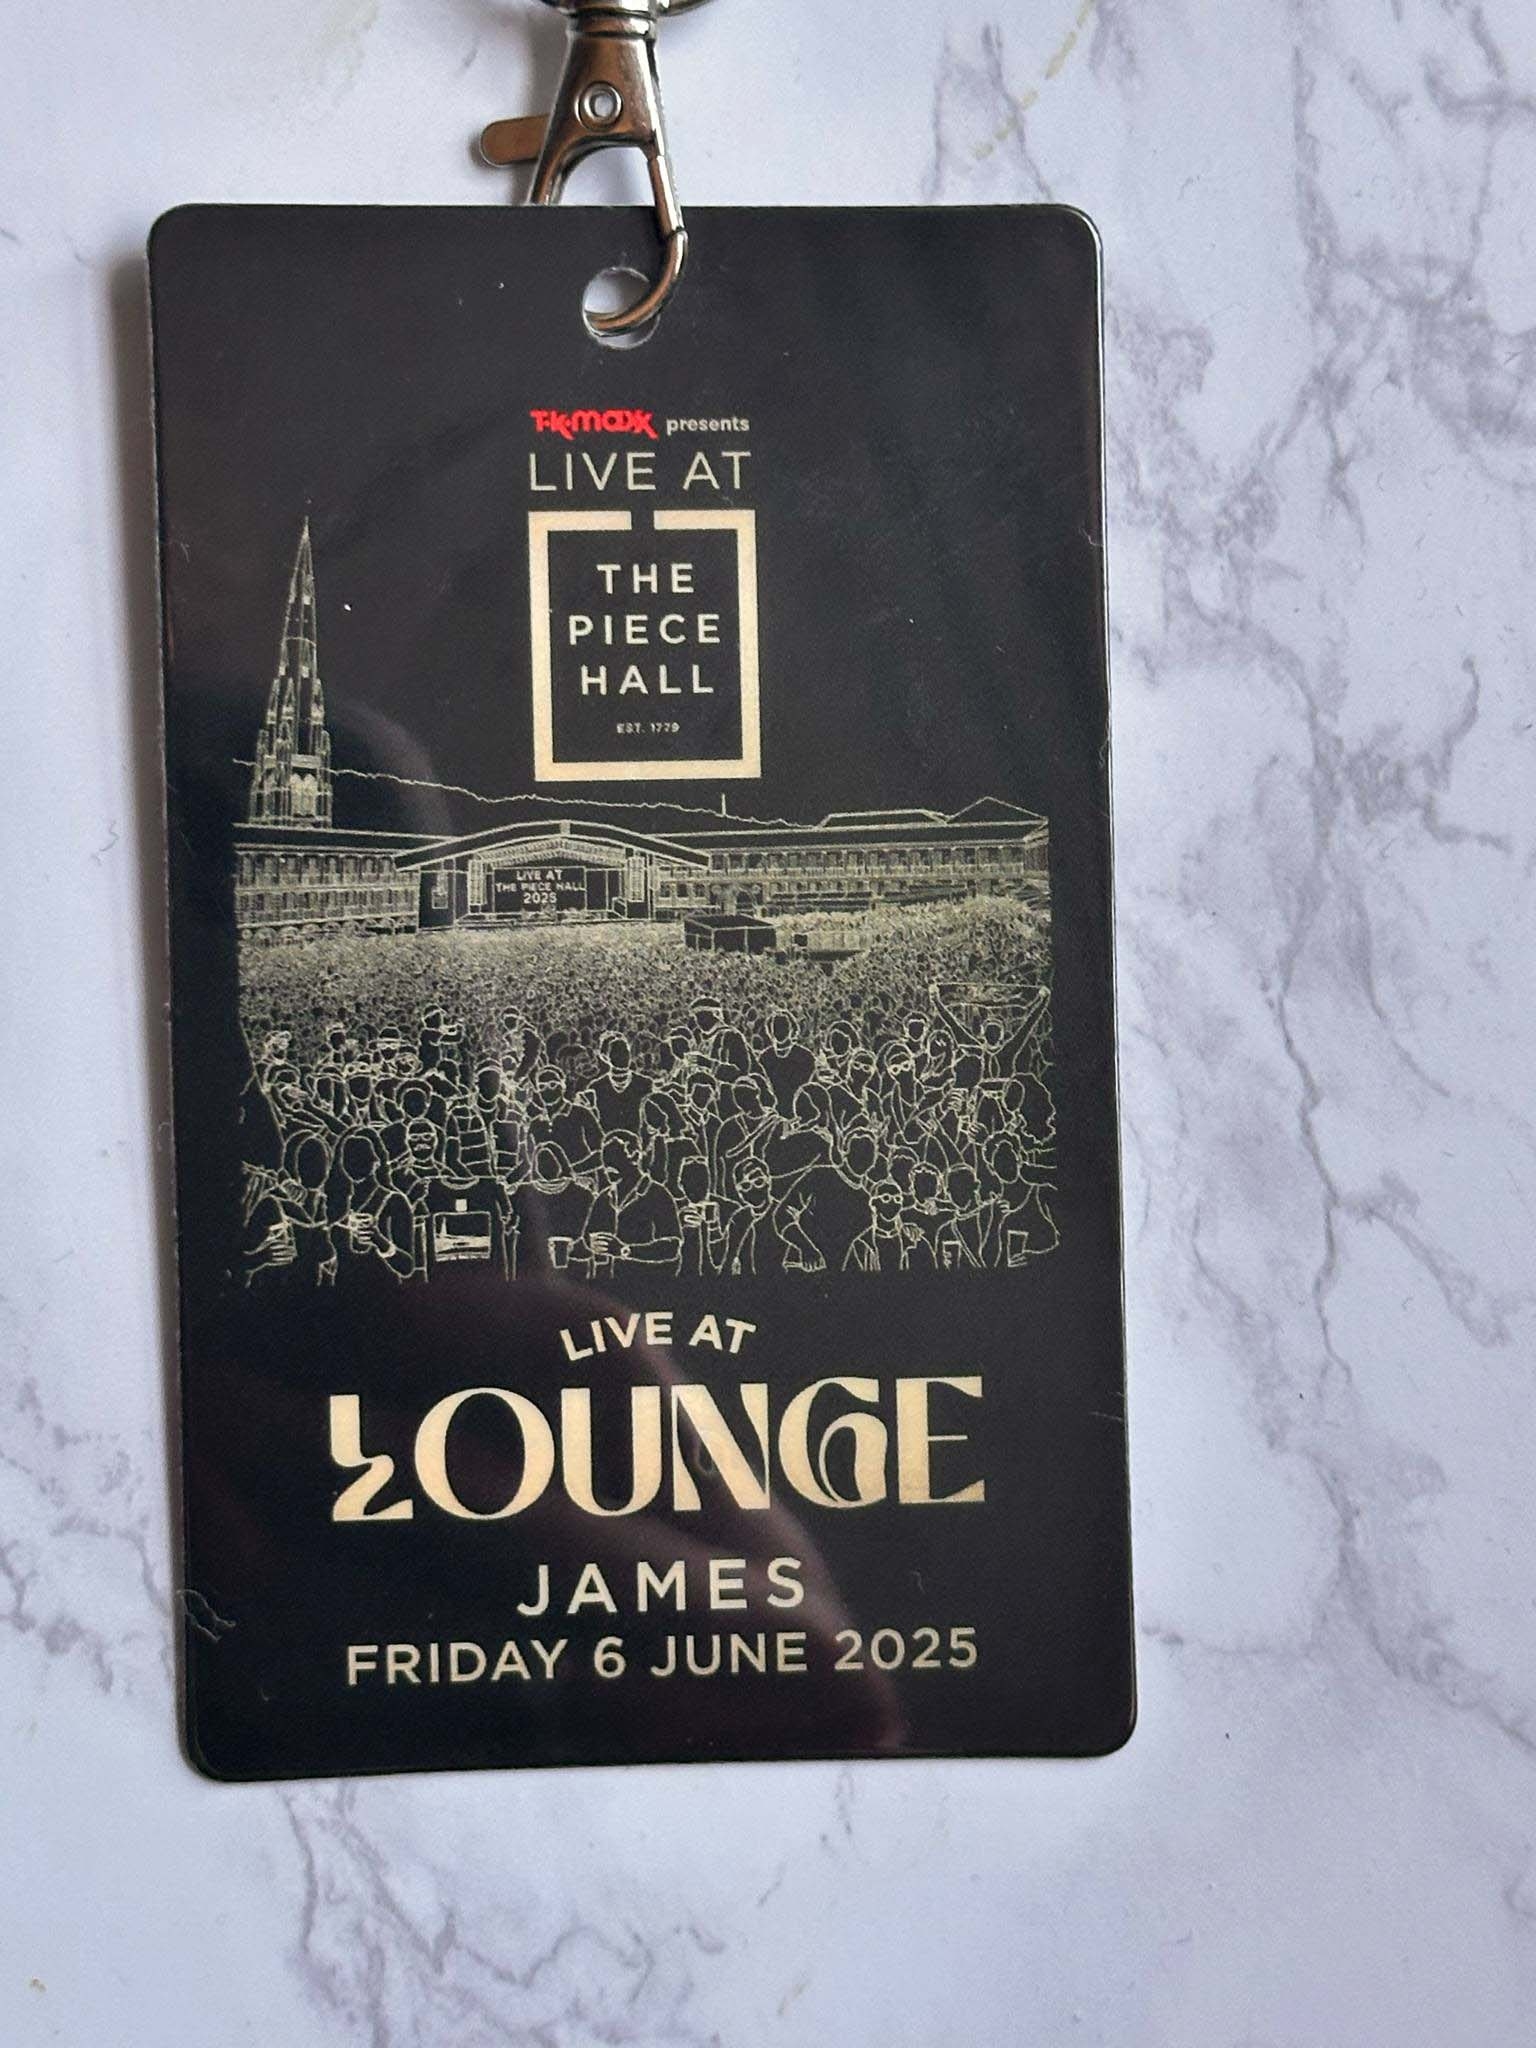 TK maxx presents
LIVE AT
THE
PIECE
HALL
EST. 1779
LIVE AT
THE PIECE HALL
2025
LIVE AT
LOUNGE
JAMES
FRIDAY 6 JUNE 2025